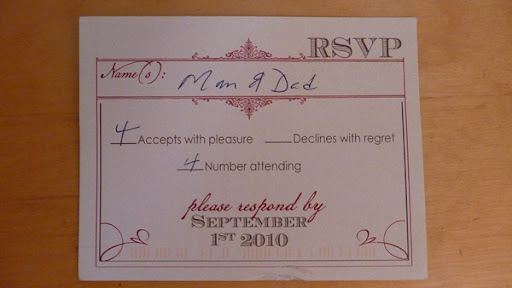 RSVP
Name(s): Mom & Dad
4 Accepts with pleasure ___ Declines with regret
4 Number attending
please respond by
SEPTEMBER
1ST 2010